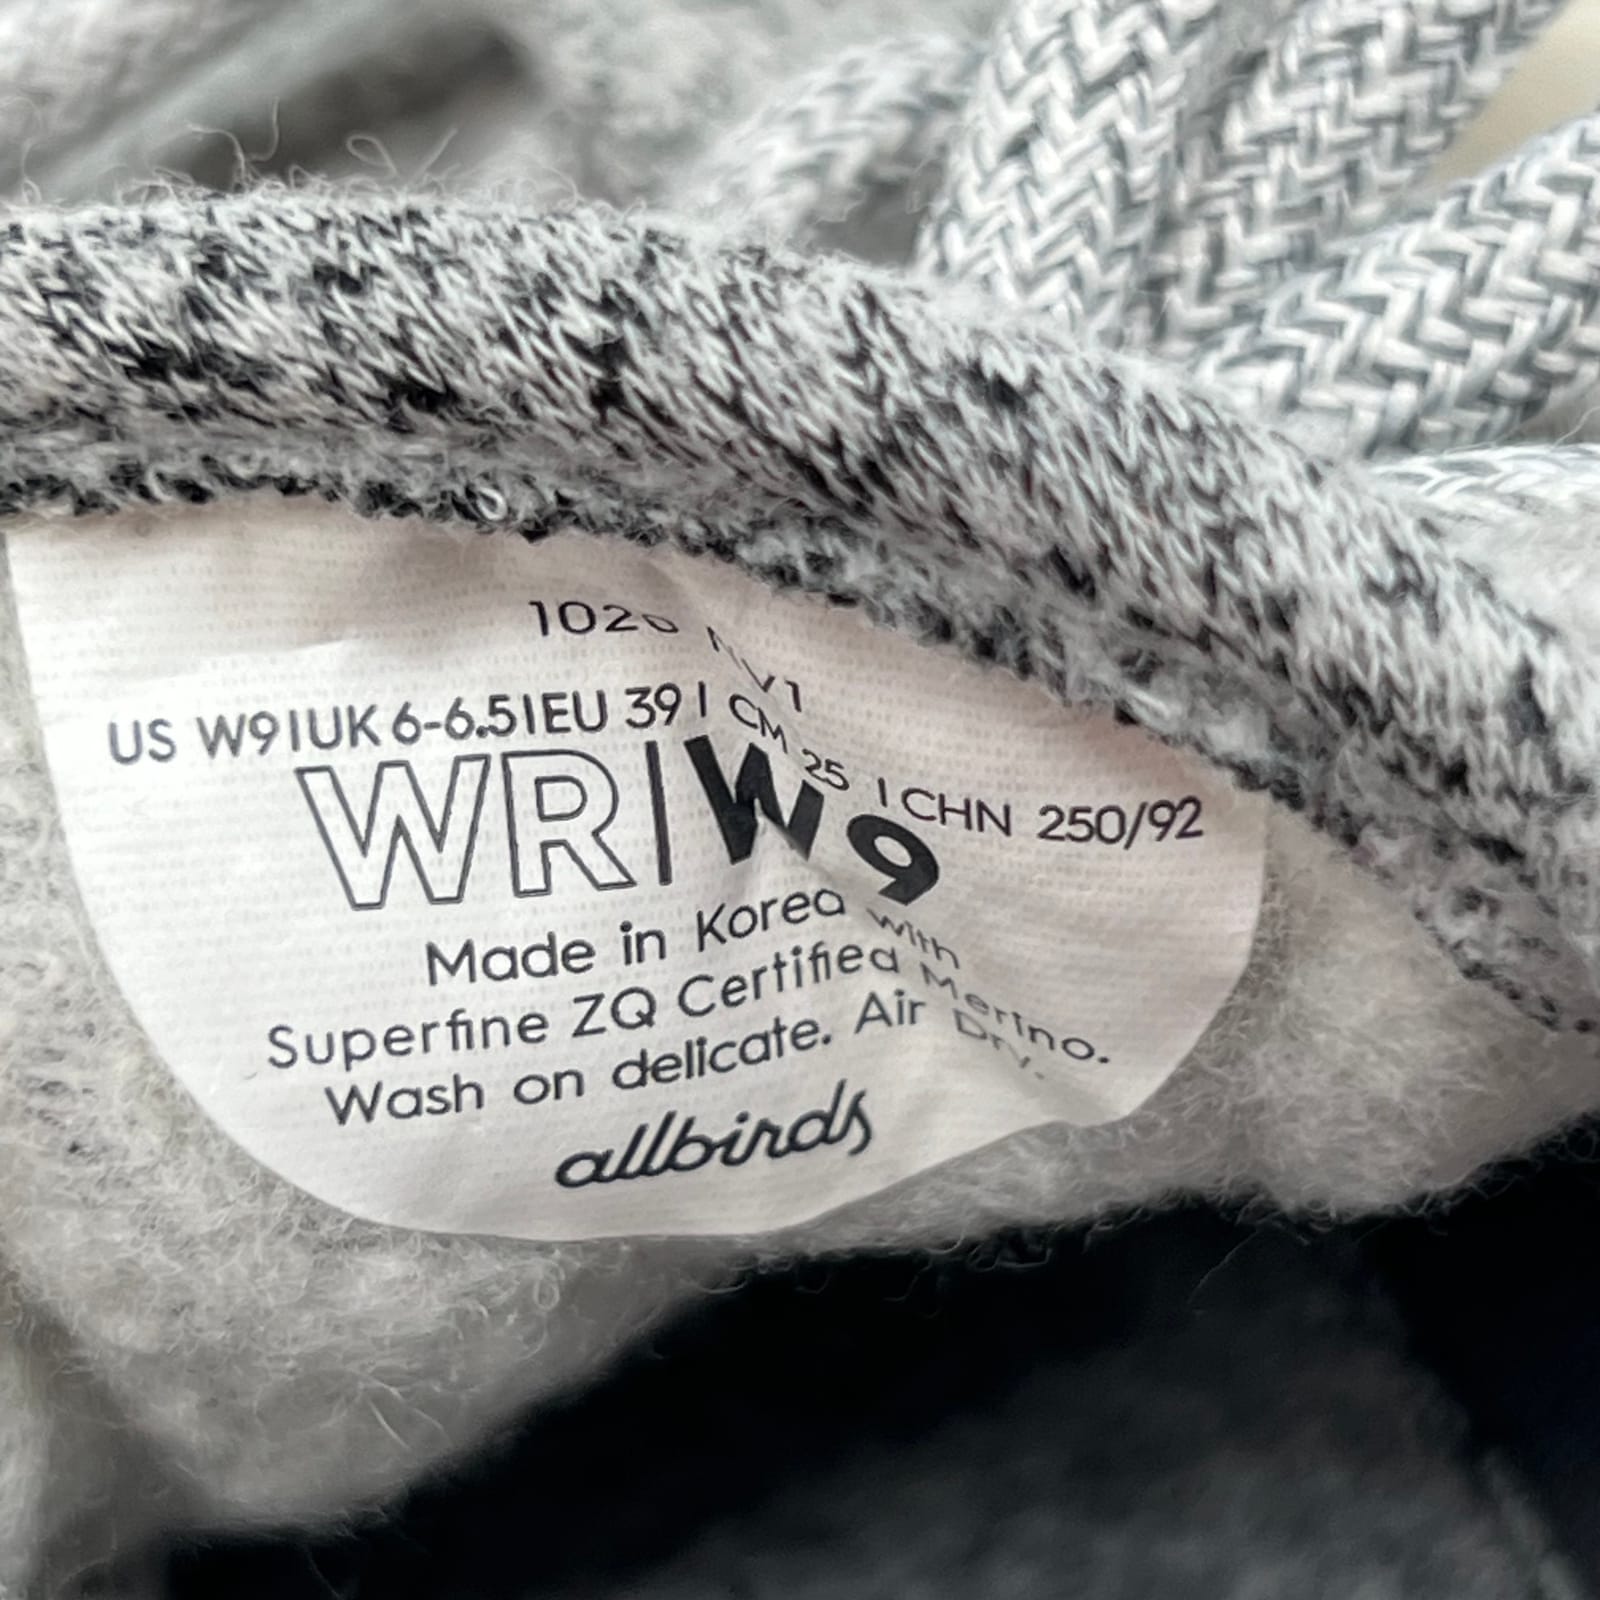 US W9 | UK 6-6.5 | EU 39 | CM 25 | CHN 250/92
WR | W9
Made in Korea with
Superfine ZQ Certified Merino.
Wash on delicate. Air Dry.
allbirds